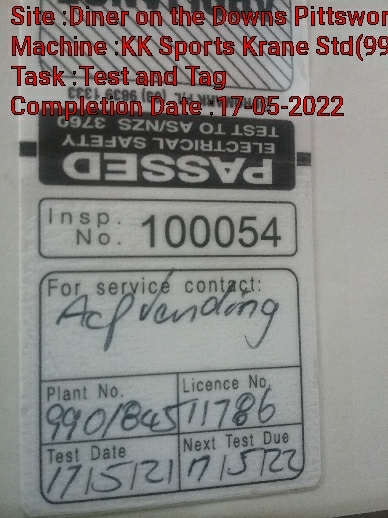 Site :Diner on the Downs Pittswor
Machine :KK Sports Krane Std(99
Task :Test and Tag
Completion Date :17-05-2022
TEST TO AS/NZS 3760
ELECTRICAL SAFETY
PASSED
Insp. No. 100054
For service contact:
Acf Vending
Plant No. Licence No.
990/845 11786
Test Date Next Test Due
17/5/21 17/5/22